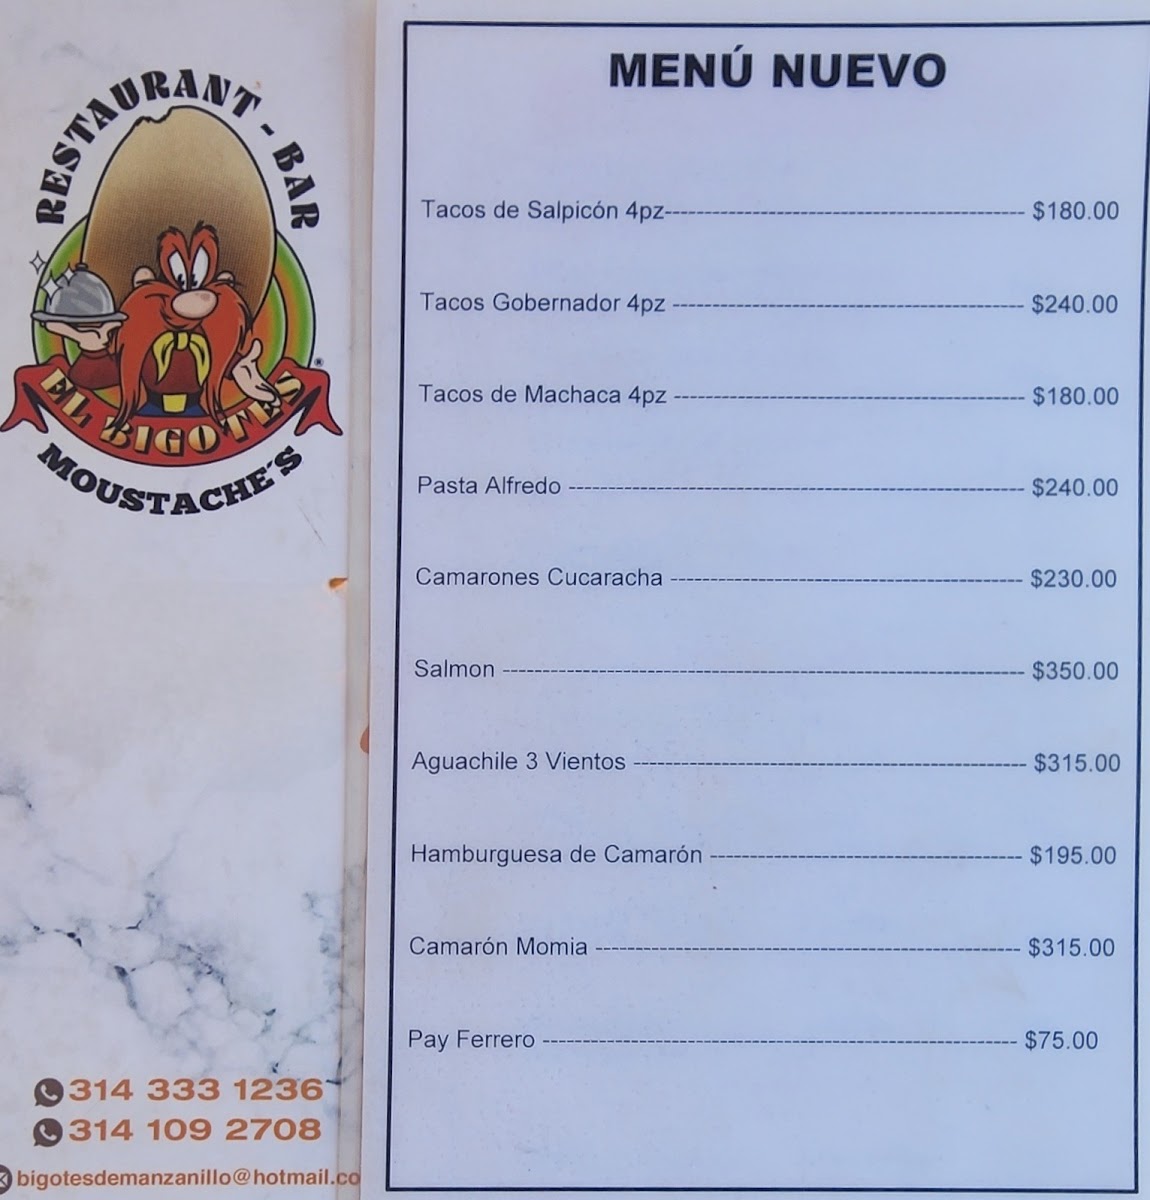 RESTAURANT - BAR
EL BIGOTES
®
MOUSTACHE´S
314 333 1236
314 109 2708
bigotesdemanzanillo@hotmail.co
MENÚ NUEVO
Tacos de Salpicón 4pz------------------------------------------------------------ $180.00
Tacos Gobernador 4pz ---------------------------------------------------------- $240.00
Tacos de Machaca 4pz ---------------------------------------------------------- $180.00
Pasta Alfredo --------------------------------------------------------------------------- $240.00
Camarones Cucaracha ---------------------------------------------------------- $230.00
Salmon -------------------------------------------------------------------------------------- $350.00
Aguachile 3 Vientos ----------------------------------------------------------------- $315.00
Hamburguesa de Camarón --------------------------------------------------- $195.00
Camarón Momia ---------------------------------------------------------------------- $315.00
Pay Ferrero ------------------------------------------------------------------------------ $75.00